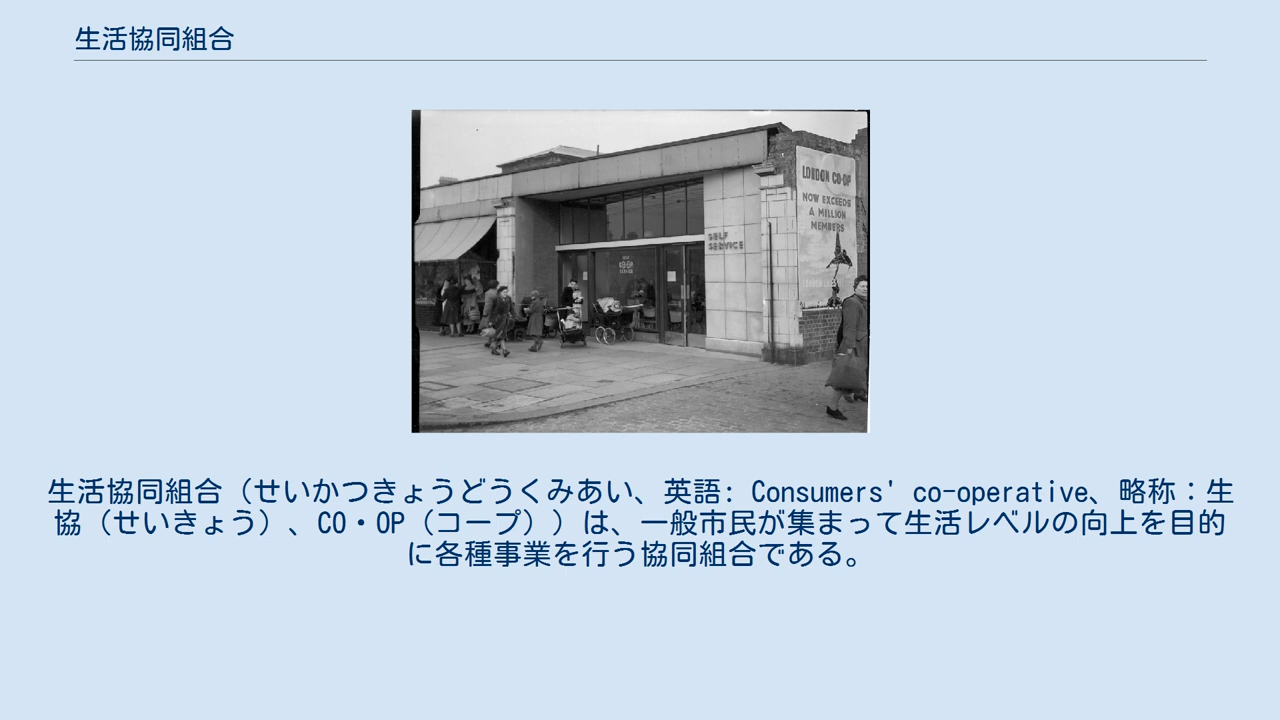 生活協同組合
LONDON CO-OP
NOW EXCEEDS
A MILLION
MEMBERS
SELF
SERVICE
CO-OP
生活協同組合（せいかつきょうどうくみあい、英語: Consumers' co-operative、略称：生
協（せいきょう）、CO・OP（コープ））は、一般市民が集まって生活レベルの向上を目的
に各種事業を行う協同組合である。